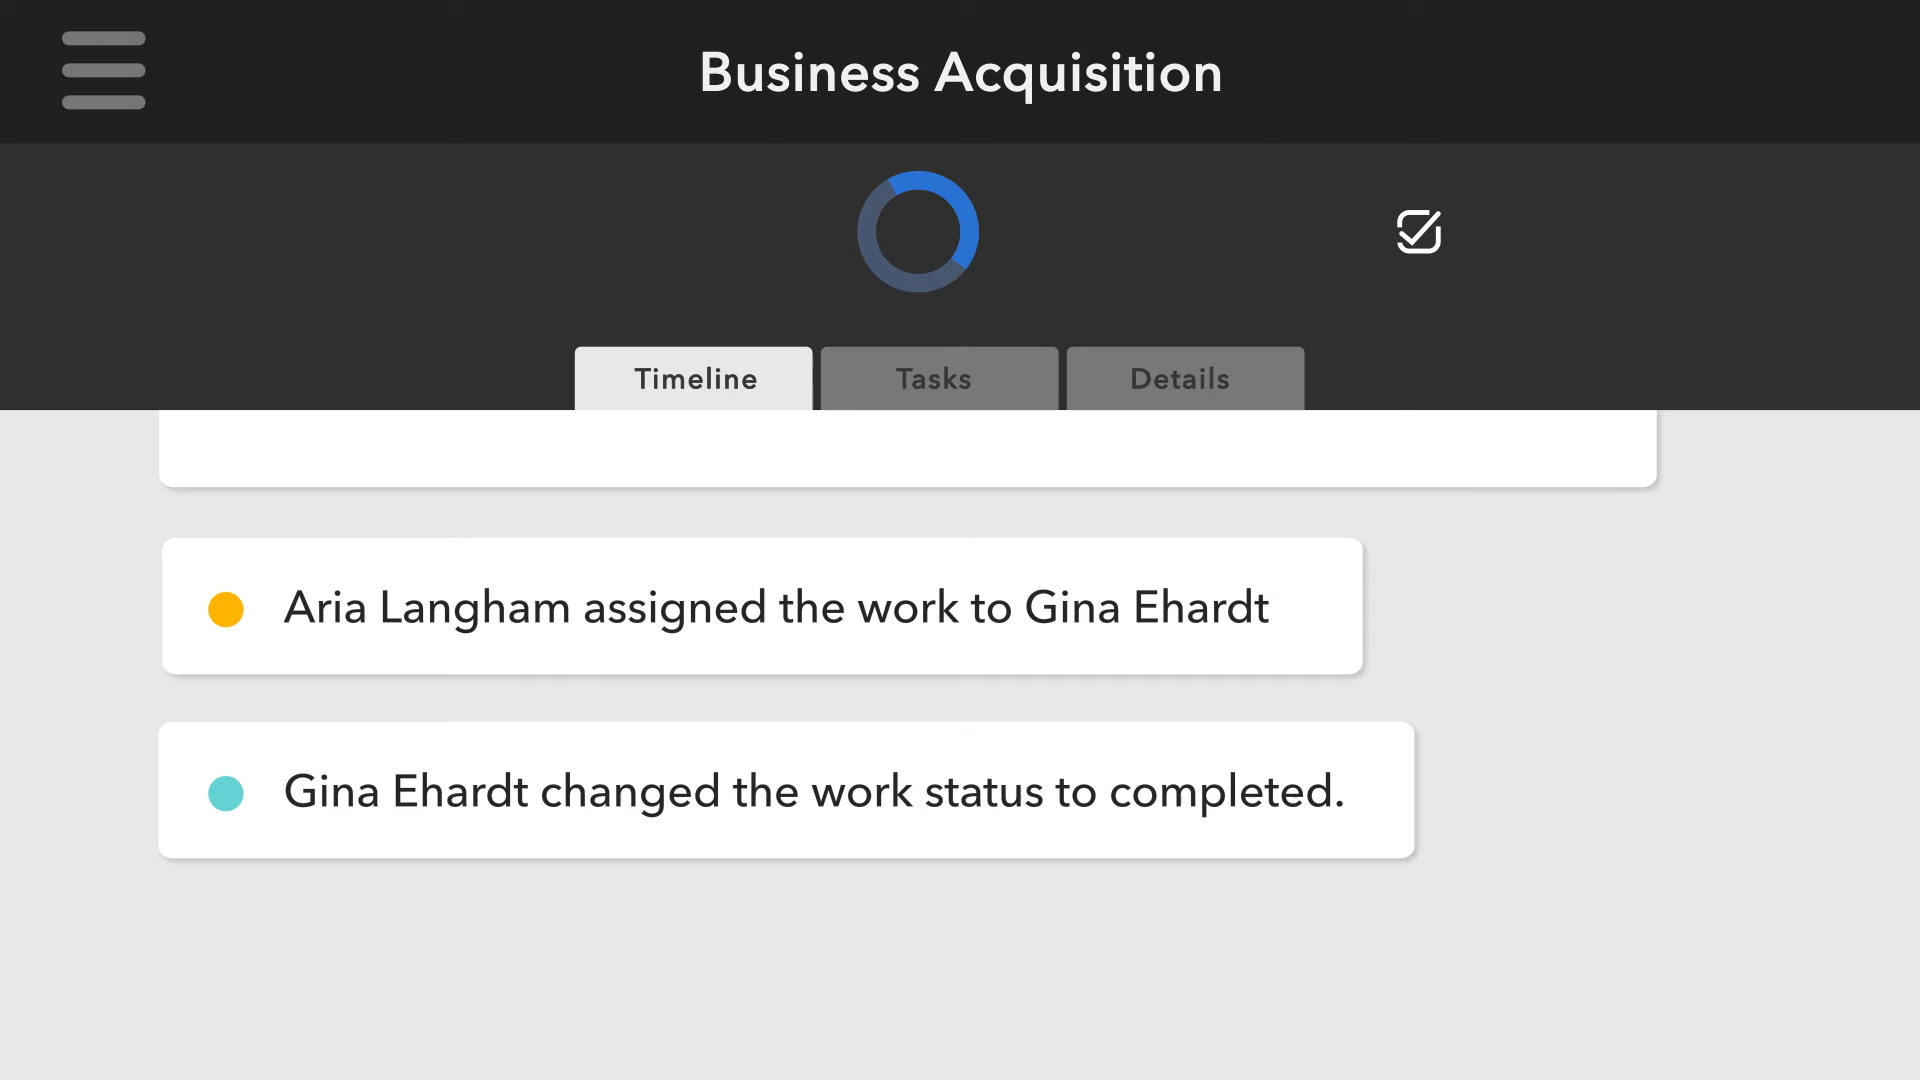 Business Acquisition
Timeline
Tasks
Details
Aria Langham assigned the work to Gina Ehardt
Gina Ehardt changed the work status to completed.